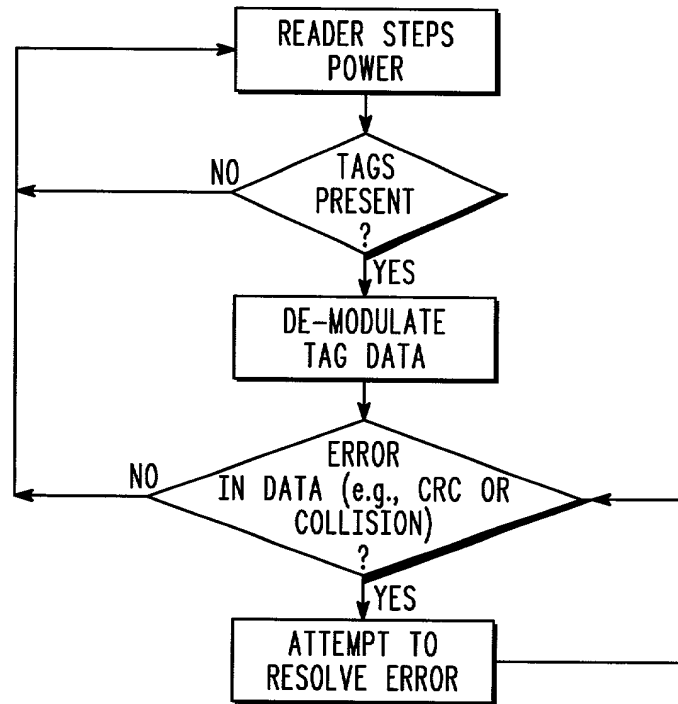 READER STEPS
POWER
NO
TAGS
PRESENT
?
YES
DE-MODULATE
TAG DATA
NO
ERROR
IN DATA (e.g., CRC OR
COLLISION)
?
YES
ATTEMPT TO
RESOLVE ERROR